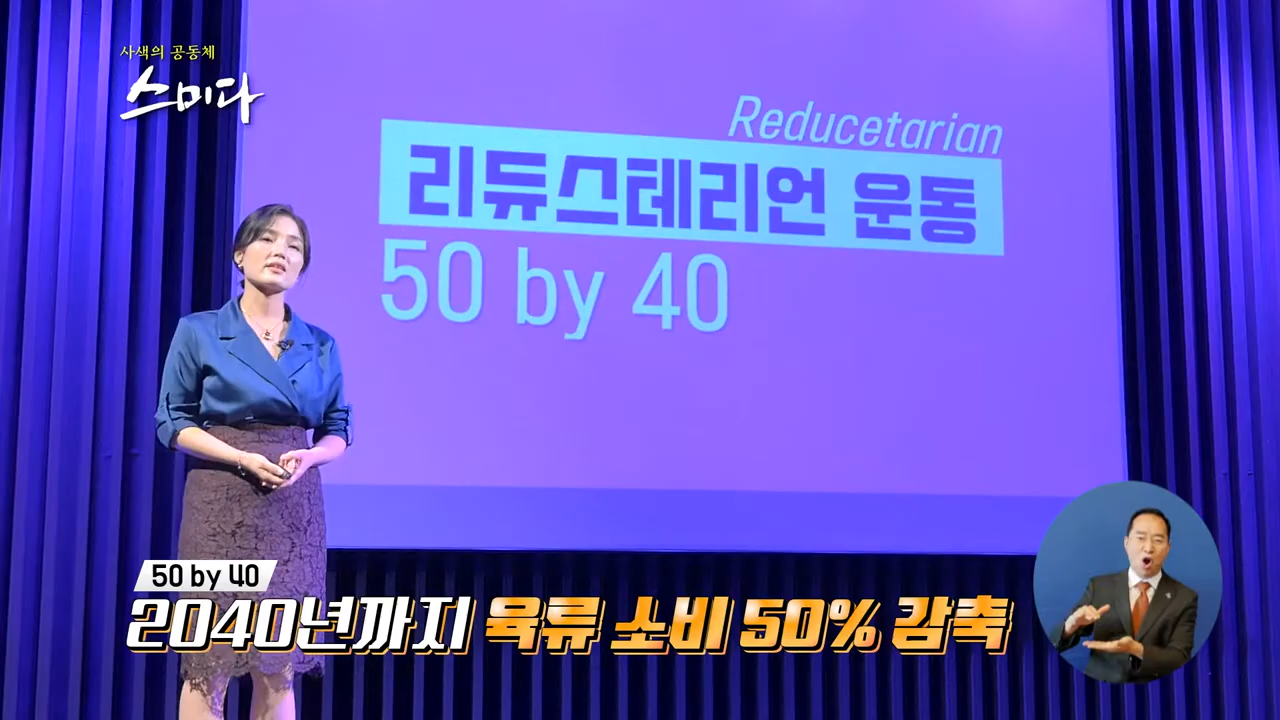 사색의 공동체
스미다
Reducetarian
리듀스테리언 운동
50 by 40
50 by 40
2040년까지 육류 소비 50% 감축